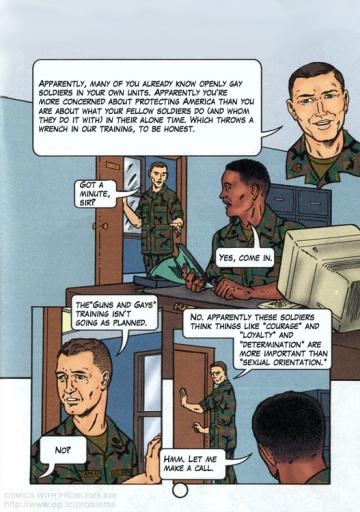 APPARENTLY, MANY OF YOU ALREADY KNOW OPENLY GAY
SOLDIERS IN YOUR OWN UNITS. APPARENTLY YOU'RE
MORE CONCERNED ABOUT PROTECTING AMERICA THAN YOU
ARE ABOUT WHAT YOUR FELLOW SOLDIERS DO (AND WHOM
THEY DO IT WITH) IN THEIR ALONE TIME. WHICH THROWS A
WRENCH IN OUR TRAINING, TO BE HONEST.
GOT A
MINUTE,
SIR?
YES, COME IN.
THE "GUNS AND GAYS"
TRAINING ISN'T
GOING AS PLANNED.
NO?
NO. APPARENTLY THESE SOLDIERS
THINK THINGS LIKE "COURAGE" AND
"LOYALTY" AND
"DETERMINATION" ARE
MORE IMPORTANT THAN
"SEXUAL ORIENTATION."
HMM. LET ME
MAKE A CALL.
COMICS WITH PROBLEMS #38
http://www.ep.tc/problems